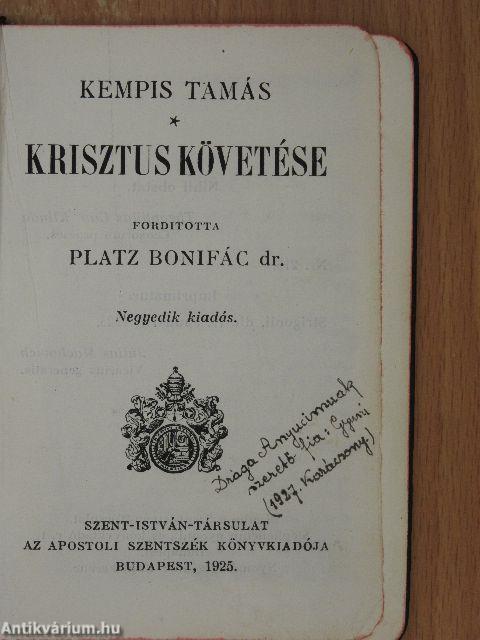 KEMPIS TAMÁS
*
KRISZTUS KÖVETÉSE
FORDITOTTA
PLATZ BONIFÁC dr.
Negyedik kiadás.
Drága Anyucimnak
szerető fia:
(1927. Karácsony)
SZENT-ISTVÁN-TÁRSULAT
AZ APOSTOLI SZENTSZÉK KÖNYVKIADÓJA
BUDAPEST, 1925.
Antikvárium.hu